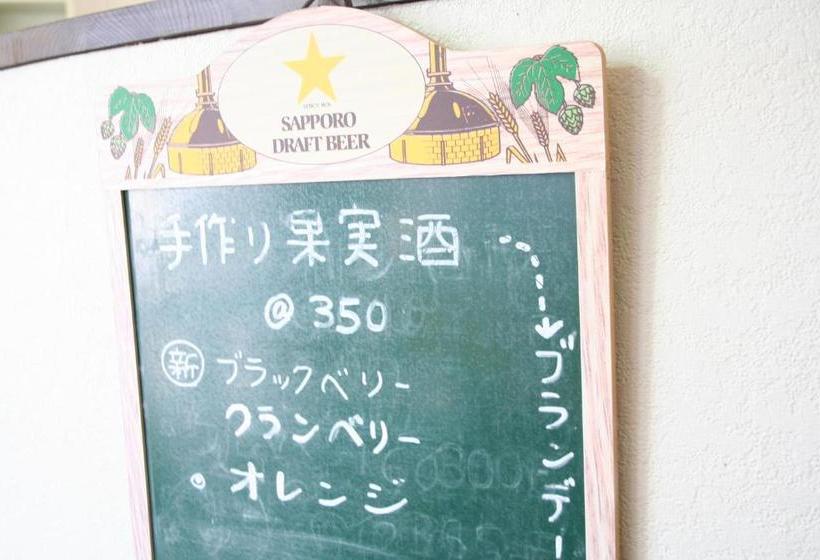 SAPPORO
DRAFT BEER
手作り果実酒
@350
新 ブラックベリー
クランベリー
オレンジ
ブランデー